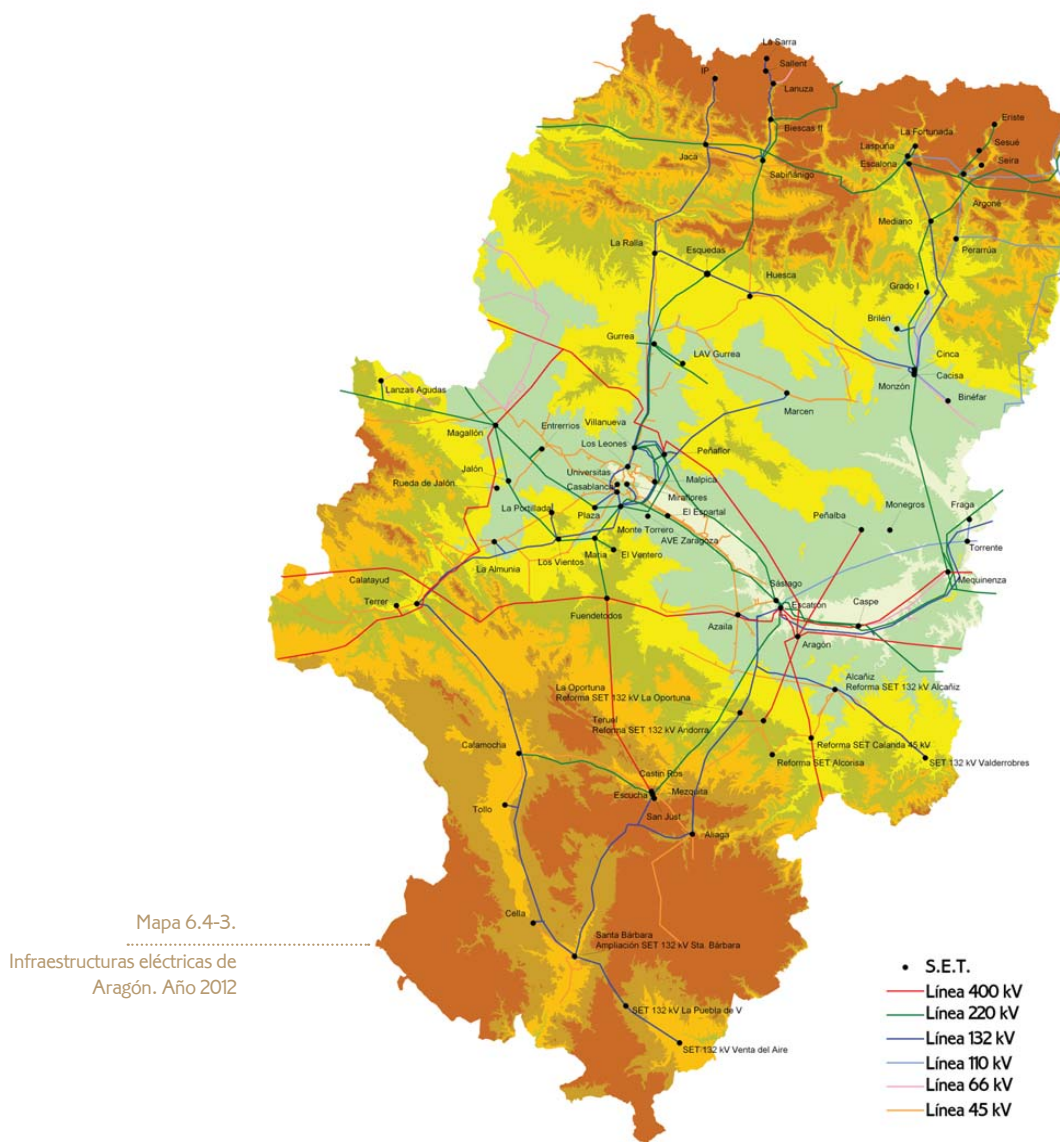 La Sarra
Sallent
IP
Lanuza
Biescas II
Eriste
La Fortunada
Sesué
Laspuña
Jaca
Escalona
Seira
Sabiñánigo
Argoné
Mediano
La Ralla
Esquedas
Perarrúa
Huesca
Grado I
Brilén
Gurrea
LAV Gurrea
Cinca
Cacisa
Lanzas Agudas
Monzón
Binéfar
Marcen
Villanueva
Entrerrios
Magallón
Los Leones
Peñaflor
Universitas
Jalón
Malpica
Rueda de Jalón
Casablanca
Miraflores
La Portillada
Plaza
El Espartal
Peñalba
Monegros
Fraga
Monte Torrero
AVE Zaragoza
Maria
El Ventero
Torrente
La Almunia
Los Vientos
Calatayud
Mequinenza
Terrer
Sástago
Escatrón
Caspe
Fuendetodos
Azaila
Aragón
Alcañiz
Reforma SET 132 kV Alcañiz
La Oportuna
Reforma SET 132 kV La Oportuna
Teruel
Reforma SET 132 kV Andorra
Reforma SET Calanda 45 kV
Calamocha
Reforma SET Alcorisa
SET 132 kV Valderrobres
Castin Ros
Escucha
Mezquita
Tollo
San Just
Aliaga
Cella
Santa Bárbara
Ampliación SET 132 kV Sta. Bárbara
SET 132 kV La Puebla de V
SET 132 kV Venta del Aire
Mapa 6.4-3.
Infraestructuras eléctricas de
Aragón. Año 2012
S.E.T.
Línea 400 kV
Línea 220 kV
Línea 132 kV
Línea 110 kV
Línea 66 kV
Línea 45 kV